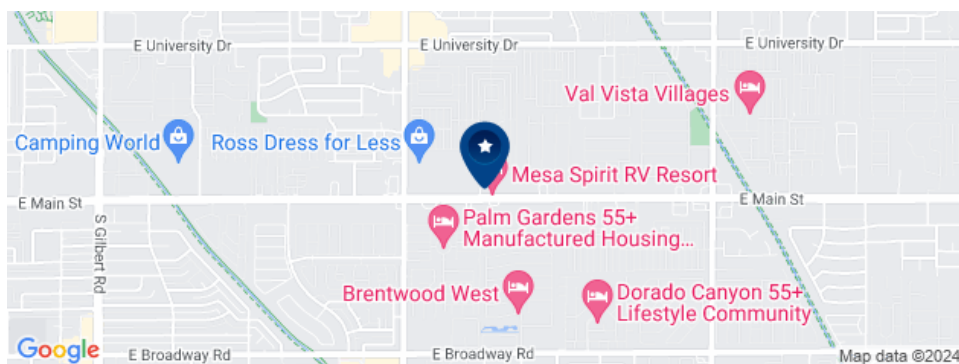 E University Dr
E University Dr
E University Dr
Val Vista Villages
Camping World
Ross Dress for Less
Mesa Spirit RV Resort
E Main St
E Main St
Palm Gardens 55+
Manufactured Housing...
S Gilbert Rd
Brentwood West
Dorado Canyon 55+
Lifestyle Community
Google
E Broadway Rd
E Broadway Rd
Map data ©2024